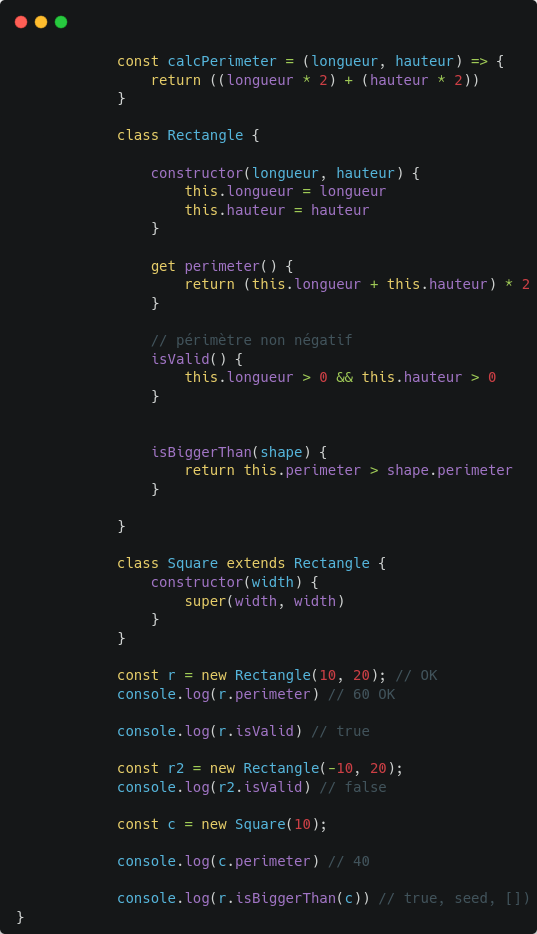 const calcPerimeter = (longueur, hauteur) => {
return ((longueur * 2) + (hauteur * 2))
}
class Rectangle {
constructor(longueur, hauteur) {
this.longueur = longueur
this.hauteur = hauteur
}
get perimeter() {
return (this.longueur + this.hauteur) * 2
}
// périmètre non négatif
isValid() {
this.longueur > 0 && this.hauteur > 0
}
isBiggerThan(shape) {
return this.perimeter > shape.perimeter
}
}
class Square extends Rectangle {
constructor(width) {
super(width, width)
}
}
const r = new Rectangle(10, 20); // OK
console.log(r.perimeter) // 60 OK
console.log(r.isValid) // true
const r2 = new Rectangle(-10, 20);
console.log(r2.isValid) // false
const c = new Square(10);
console.log(c.perimeter) // 40
console.log(r.isBiggerThan(c)) // true, seed, [])
}